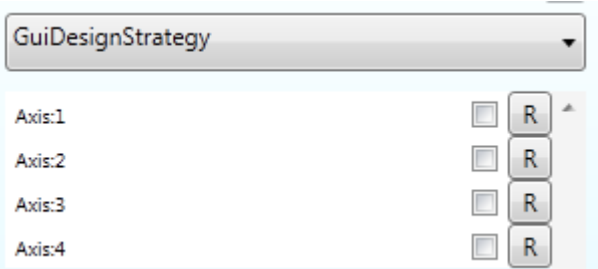 GuiDesignStrategy
Axis:1 R
Axis:2 R
Axis:3 R
Axis:4 R